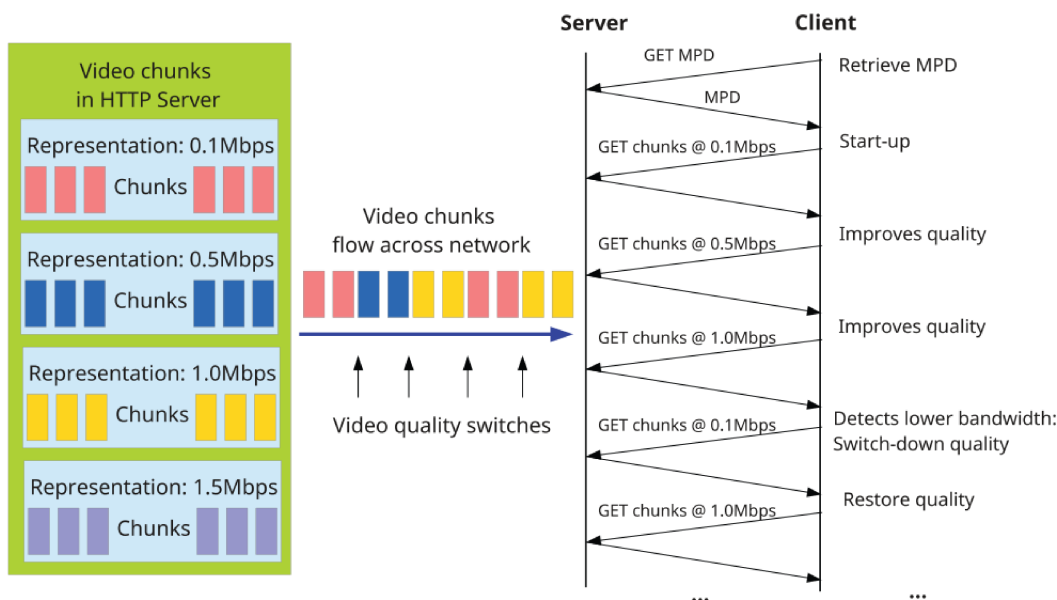 Video chunks
in HTTP Server
Representation: 0.1Mbps
Chunks
Representation: 0.5Mbps
Chunks
Representation: 1.0Mbps
Chunks
Representation: 1.5Mbps
Chunks
Video chunks
flow across network
Video quality switches
Server
Client
GET MPD
Retrieve MPD
MPD
GET chunks @ 0.1Mbps
Start-up
GET chunks @ 0.5Mbps
Improves quality
GET chunks @ 1.0Mbps
Improves quality
GET chunks @ 0.1Mbps
Detects lower bandwidth:
Switch-down quality
GET chunks @ 1.0Mbps
Restore quality
...
...